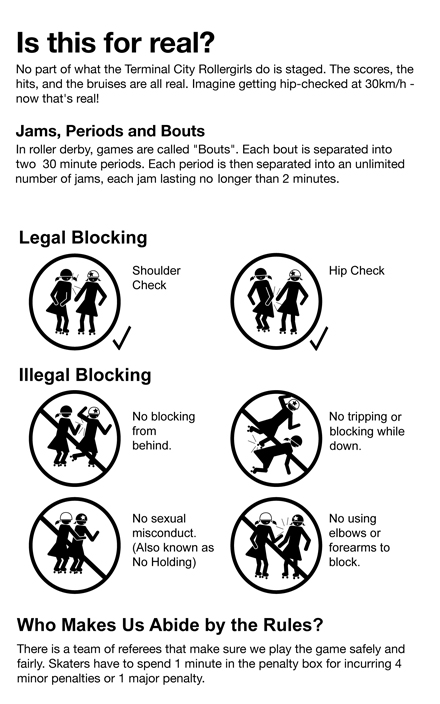 Is this for real?
No part of what the Terminal City Rollergirls do is staged. The scores, the
hits, and the bruises are all real. Imagine getting hip-checked at 30km/h -
now that's real!
Jams, Periods and Bouts
In roller derby, games are called "Bouts". Each bout is separated into
two 30 minute periods. Each period is then separated into an unlimited
number of jams, each jam lasting no longer than 2 minutes.
Legal Blocking
Shoulder
Check
Hip Check
Illegal Blocking
No blocking
from
behind.
No tripping or
blocking while
down.
No sexual
misconduct.
(Also known as
No Holding)
No using
elbows or
forearms to
block.
Who Makes Us Abide by the Rules?
There is a team of referees that make sure we play the game safely and
fairly. Skaters have to spend 1 minute in the penalty box for incurring 4
minor penalties or 1 major penalty.